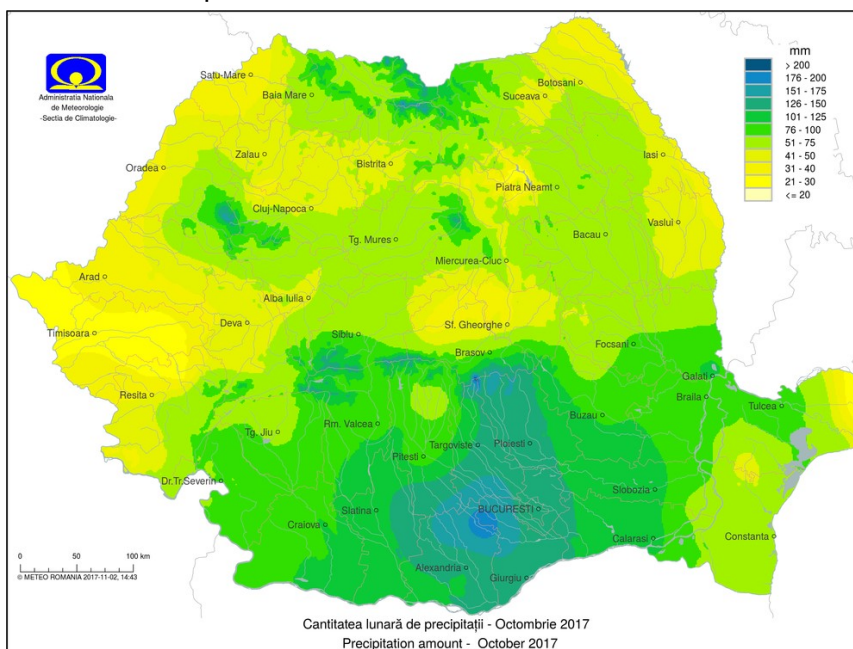 Administratia Nationala
de Meteorologie
-Sectia de Climatologie-
mm
> 200
176 - 200
151 - 175
126 - 150
101 - 125
76 - 100
51 - 75
41 - 50
31 - 40
21 - 30
<= 20
Satu-Mare
Baia Mare
Botosani
Suceava
Oradea
Zalau
Bistrita
Iasi
Piatra Neamt
Cluj-Napoca
Vaslui
Tg. Mures
Bacau
Miercurea-Ciuc
Arad
Alba Iulia
Deva
Sf. Gheorghe
Timisoara
Sibiu
Focsani
Brasov
Galati
Resita
Braila
Tulcea
Buzau
Rm. Valcea
Tg. Jiu
Targoviste
Ploiesti
Pitesti
Dr.Tr.Severin
Slobozia
Slatina
BUCURESTI
Craiova
Calarasi
Constanta
0 50 100 km
Alexandria
Giurgiu
© METEO ROMANIA 2017-11-02, 14:43
Cantitatea lunară de precipitații - Octombrie 2017
Precipitation amount - October 2017